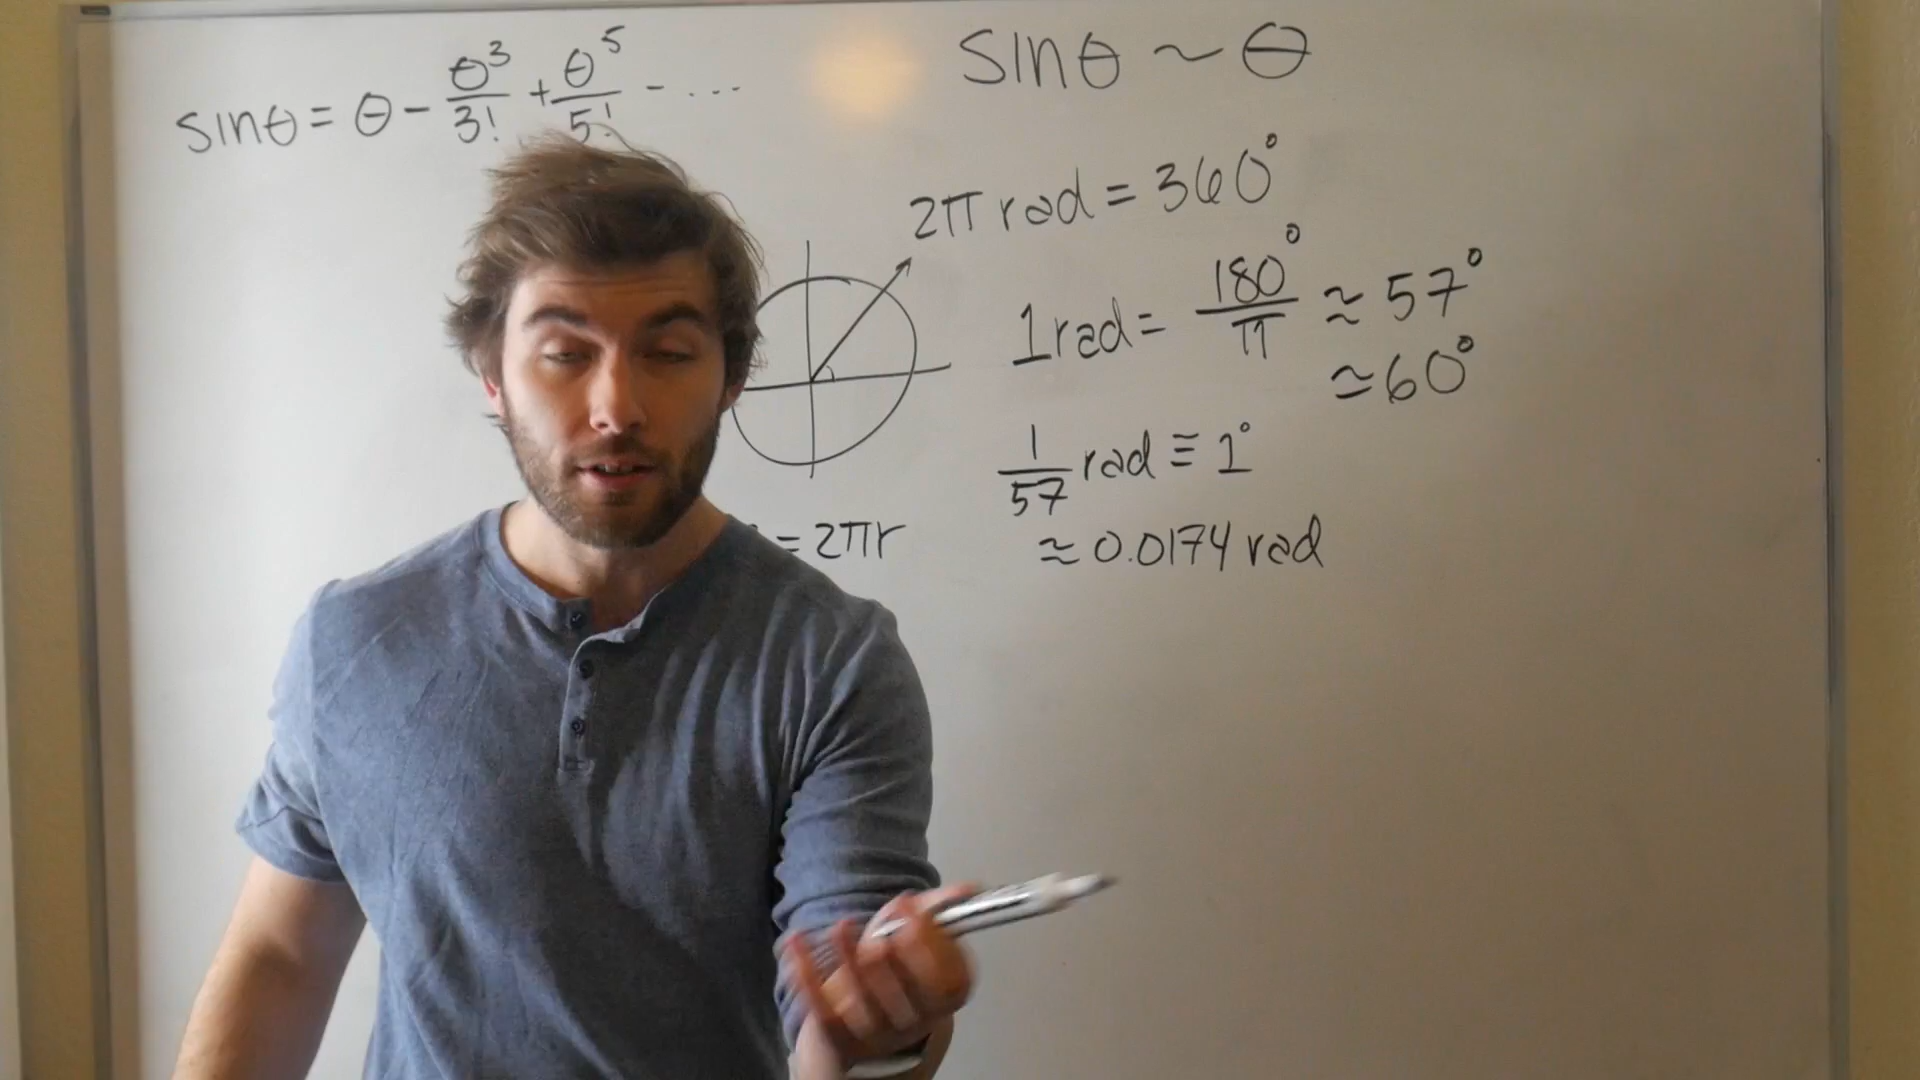 sinθ = θ - θ³/3! + θ⁵/5! - ...
sinθ ~ θ
2π rad = 360°
1 rad = 180°/π ≈ 57°
≃ 60°
1/57 rad ≡ 1°
≈ 0.0174 rad
= 2πr